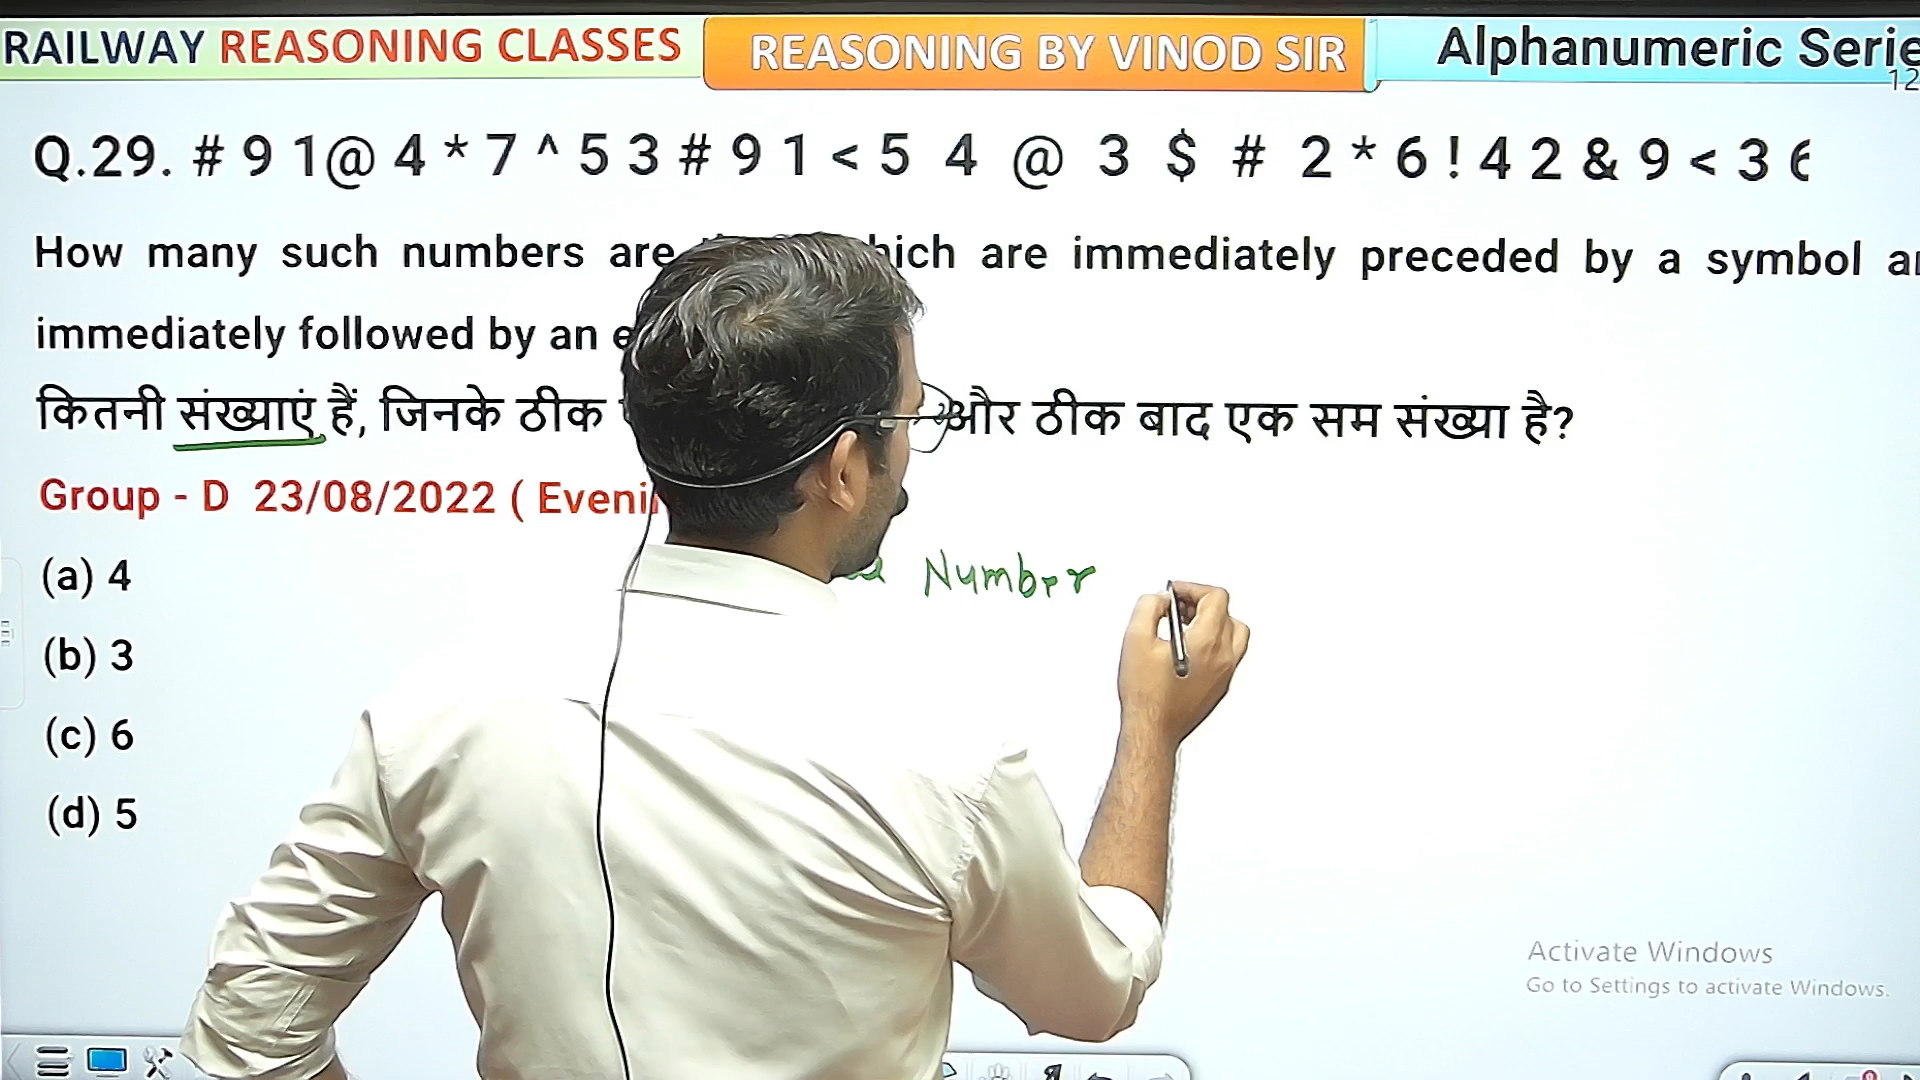 RAILWAY REASONING CLASSES
REASONING BY VINOD SIR
Alphanumeric Serie
12
Q.29. # 9 1@ 4 * 7 ^ 5 3 # 9 1 < 5 4 @ 3 $ # 2 * 6 ! 4 2 & 9 < 3 6
How many such numbers are which are immediately preceded by a symbol
immediately followed by an
कितनी संख्याएं हैं, जिनके ठीक और ठीक बाद एक सम संख्या है?
Group - D 23/08/2022 ( Eveni
Number
(a) 4
(b) 3
(c) 6
(d) 5
Activate Windows
Go to Settings to activate Windows.